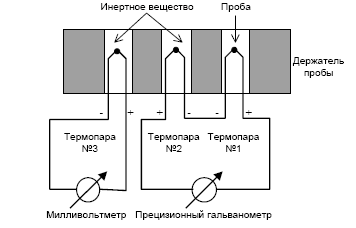 Инертное вещество
Проба
Держатель
пробы
- + + - - +
Термопара
№3
Термопара
№2
Термопара
№1
Милливольтметр
Прецизионный гальванометр